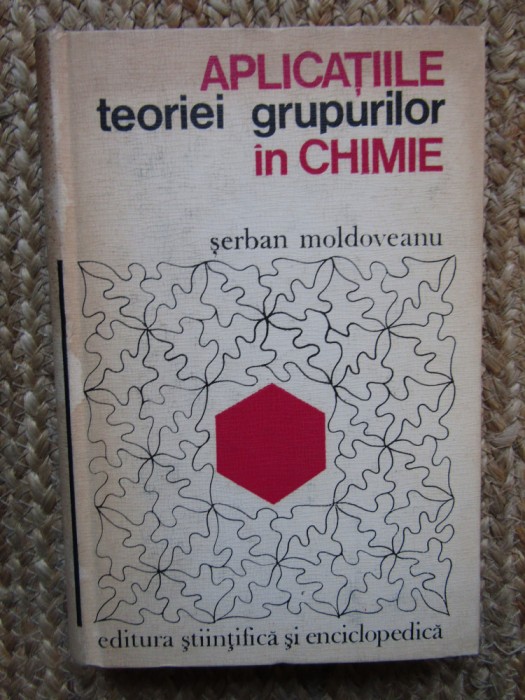 APLICAȚIILE
teoriei grupurilor
în CHIMIE
șerban moldoveanu
editura științifică și enciclopedică